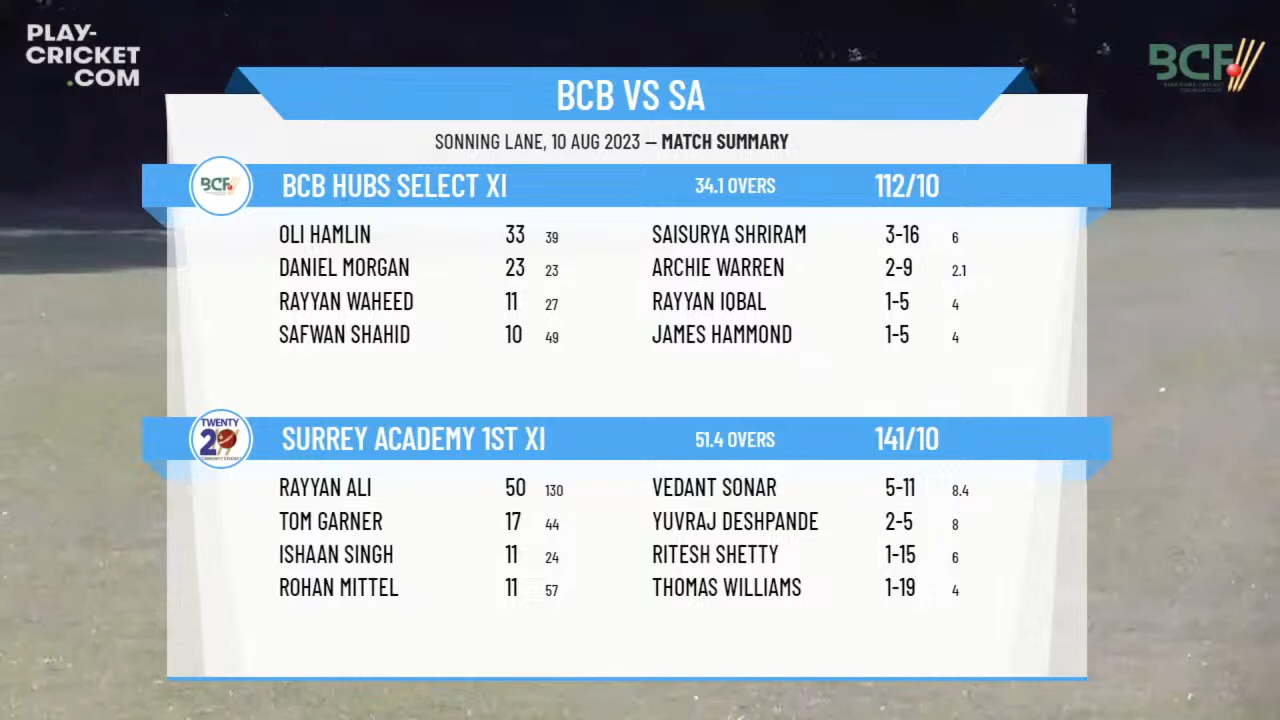 PLAY-
CRICKET
.COM
BCF
BCB VS SA
SONNING LANE, 10 AUG 2023 – MATCH SUMMARY
BCF BCB HUBS SELECT XI 34.1 OVERS 112/10
OLI HAMLIN 33 39 SAISURYA SHRIRAM 3-16 6
DANIEL MORGAN 23 23 ARCHIE WARREN 2-9 2.1
RAYYAN WAHEED 11 27 RAYYAN IQBAL 1-5 4
SAFWAN SHAHID 10 49 JAMES HAMMOND 1-5 4
TWENTY
20 SURREY ACADEMY 1ST XI 51.4 OVERS 141/10
RAYYAN ALI 50 130 VEDANT SONAR 5-11 8.4
TOM GARNER 17 44 YUVRAJ DESHPANDE 2-5 8
ISHAAN SINGH 11 24 RITESH SHETTY 1-15 6
ROHAN MITTEL 11 57 THOMAS WILLIAMS 1-19 4